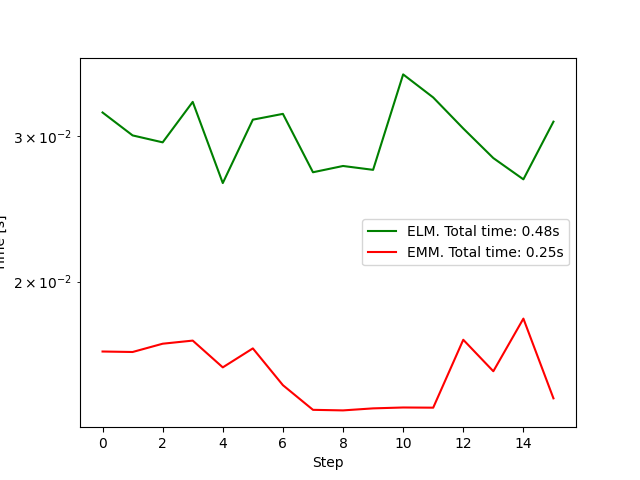 3 × 10⁻²
2 × 10⁻²
Time [s]
ELM. Total time: 0.48s
EMM. Total time: 0.25s
0 2 4 6 8 10 12 14
Step